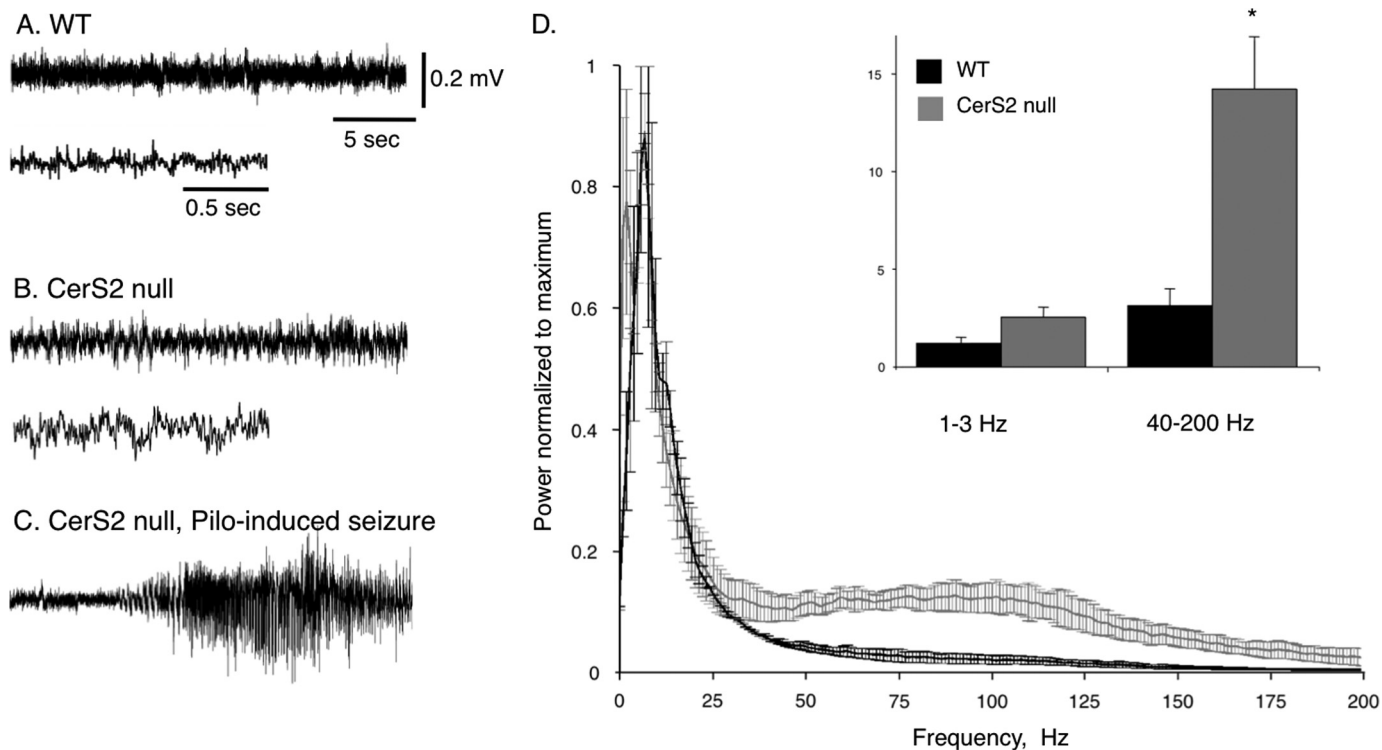 A. WT
0.2 mV
5 sec
0.5 sec
B. CerS2 null
C. CerS2 null, Pilo-induced seizure
D.
Power normalized to maximum
1
0.8
0.6
0.4
0.2
0
0 25 50 75 100 125 150 175 200
Frequency, Hz
*
15
10
5
0
WT
CerS2 null
1-3 Hz 40-200 Hz